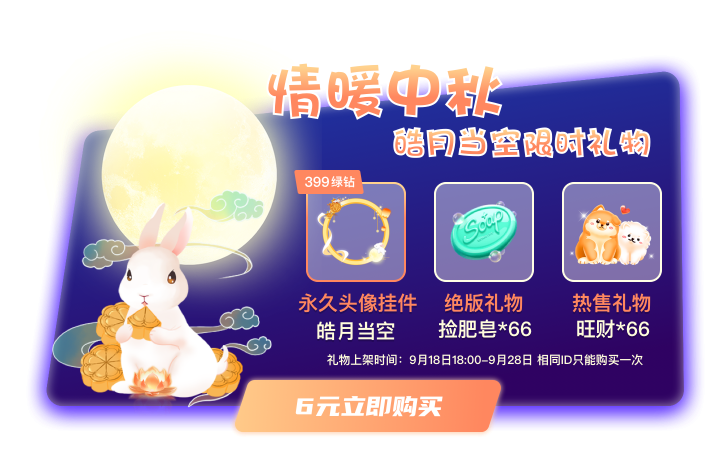 情暖中秋
皓月当空限时礼物
399绿钻
Soap
永久头像挂件
皓月当空
绝版礼物
捡肥皂*66
热售礼物
旺财*66
礼物上架时间：9月18日18:00-9月28日 相同ID只能购买一次
6元立即购买